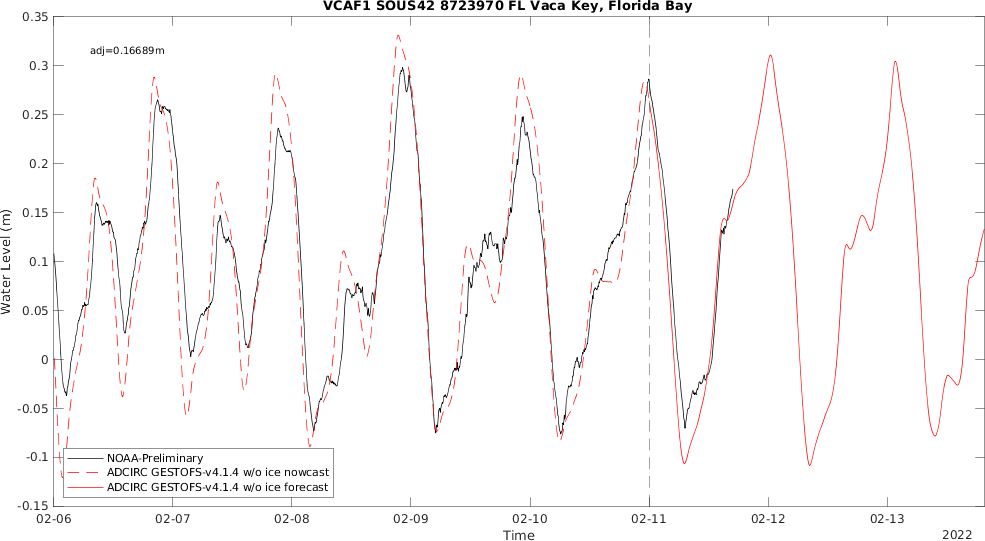 VCAF1 SOUS42 8723970 FL Vaca Key, Florida Bay
0.35
adj=0.16689m
0.3
0.25
0.2
0.15
0.1
0.05
0
-0.05
-0.1
-0.15
Water Level (m)
NOAA-Preliminary
ADCIRC GESTOFS-v4.1.4 w/o ice nowcast
ADCIRC GESTOFS-v4.1.4 w/o ice forecast
02-06 02-07 02-08 02-09 02-10 02-11 02-12 02-13
Time
2022